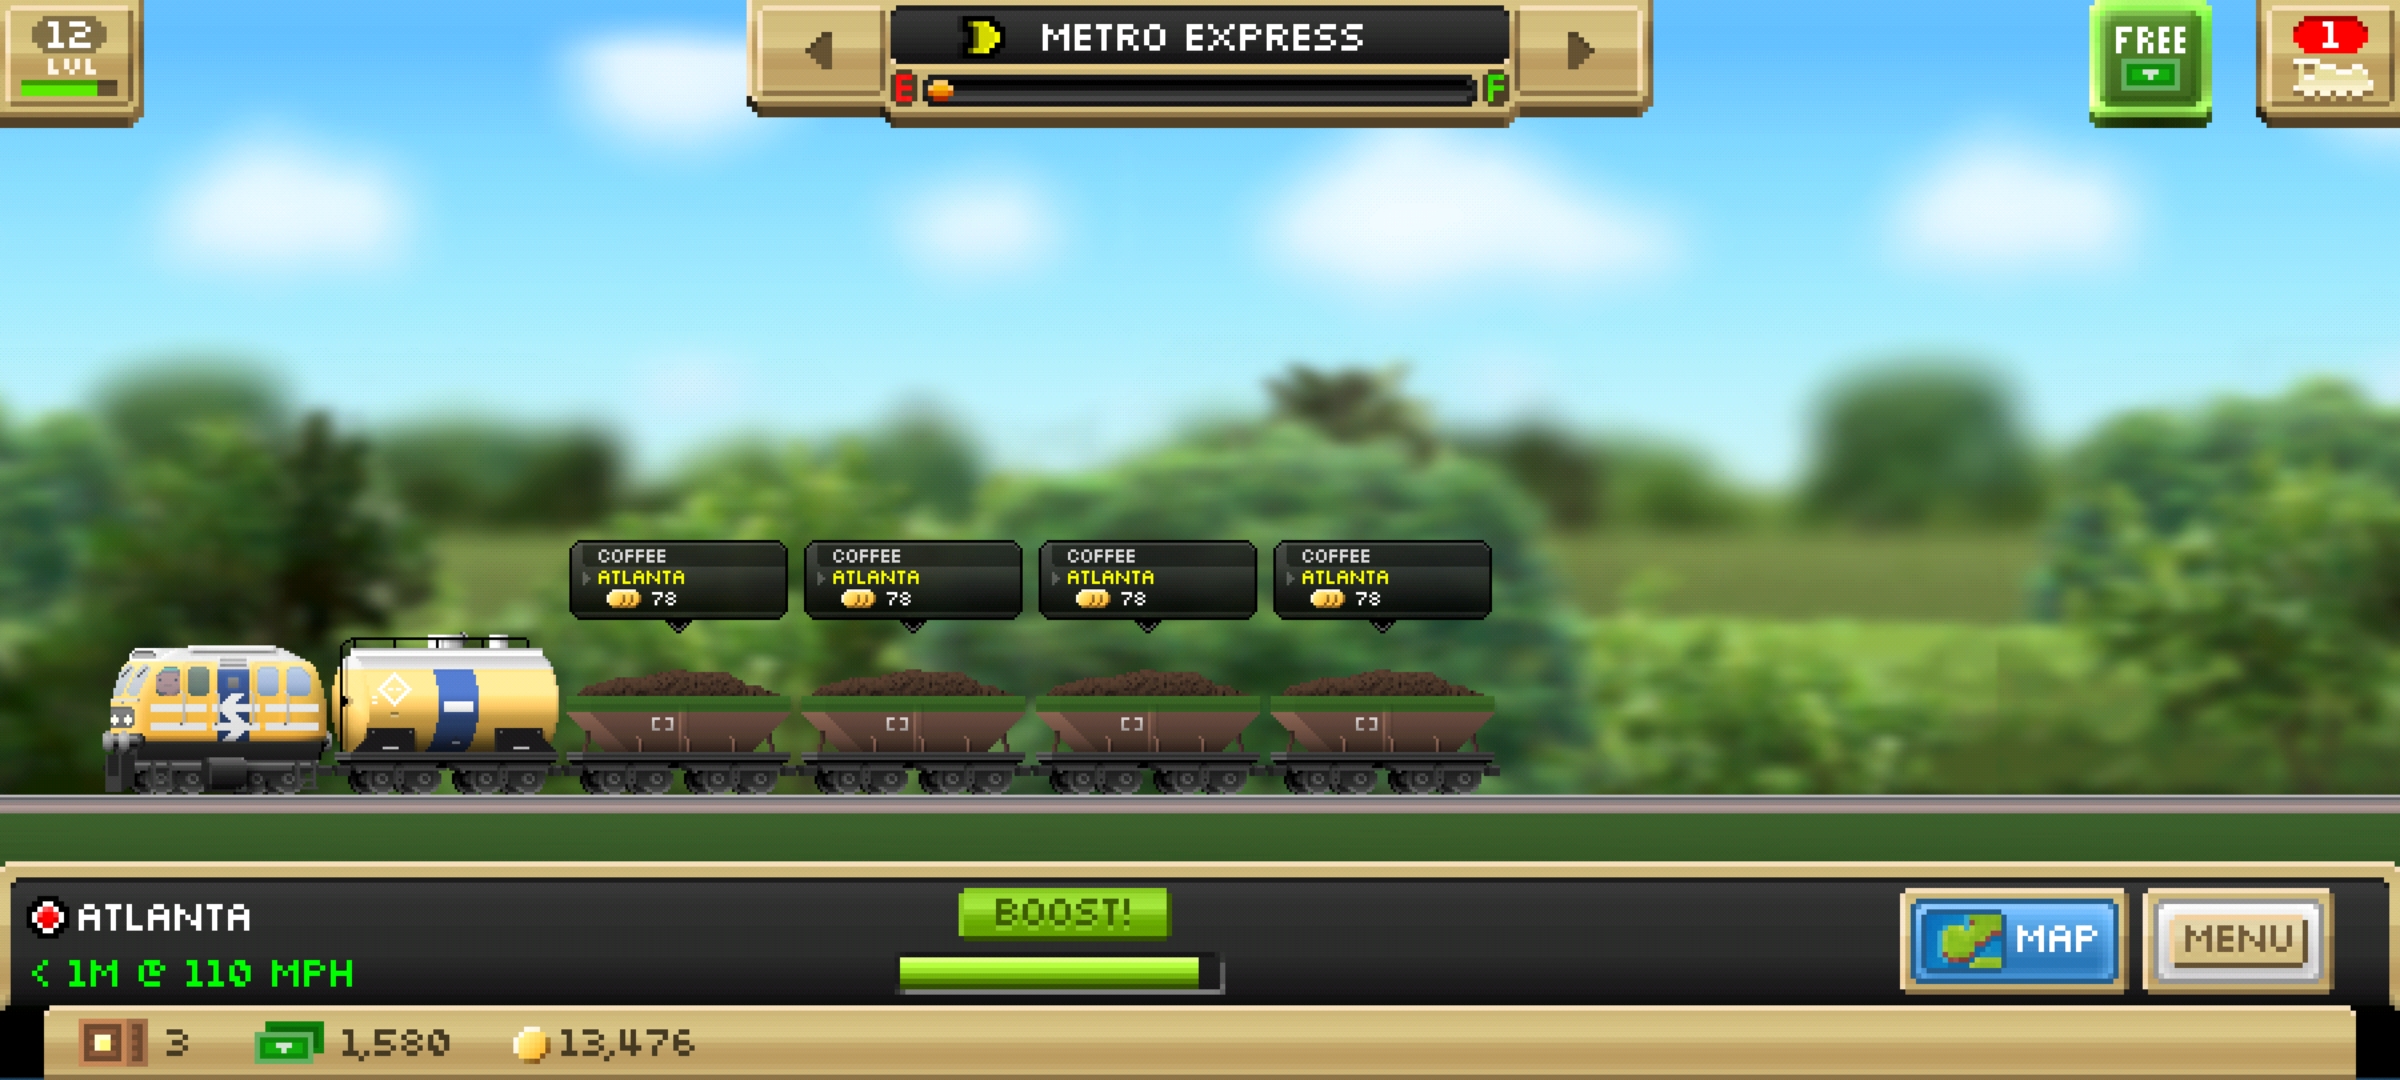 12
LVL
METRO EXPRESS
E F
FREE
1
COFFEE
ATLANTA
78
COFFEE
ATLANTA
78
COFFEE
ATLANTA
78
COFFEE
ATLANTA
78
ATLANTA
< 1M @ 110 MPH
BOOST!
MAP
MENU
3
1,580
13,476